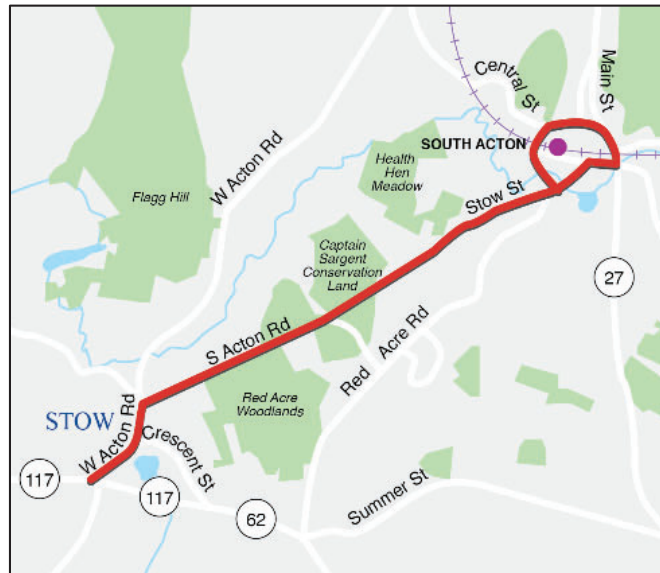 Central St
Main St
SOUTH ACTON
Health
Hen
Meadow
W Acton Rd
Flagg Hill
Stow St
Captain
Sargent
Conservation
Land
27
S Acton Rd
Red Acre Rd
Red Acre
Woodlands
STOW
W Acton Rd
Crescent St
117
117
62
Summer St